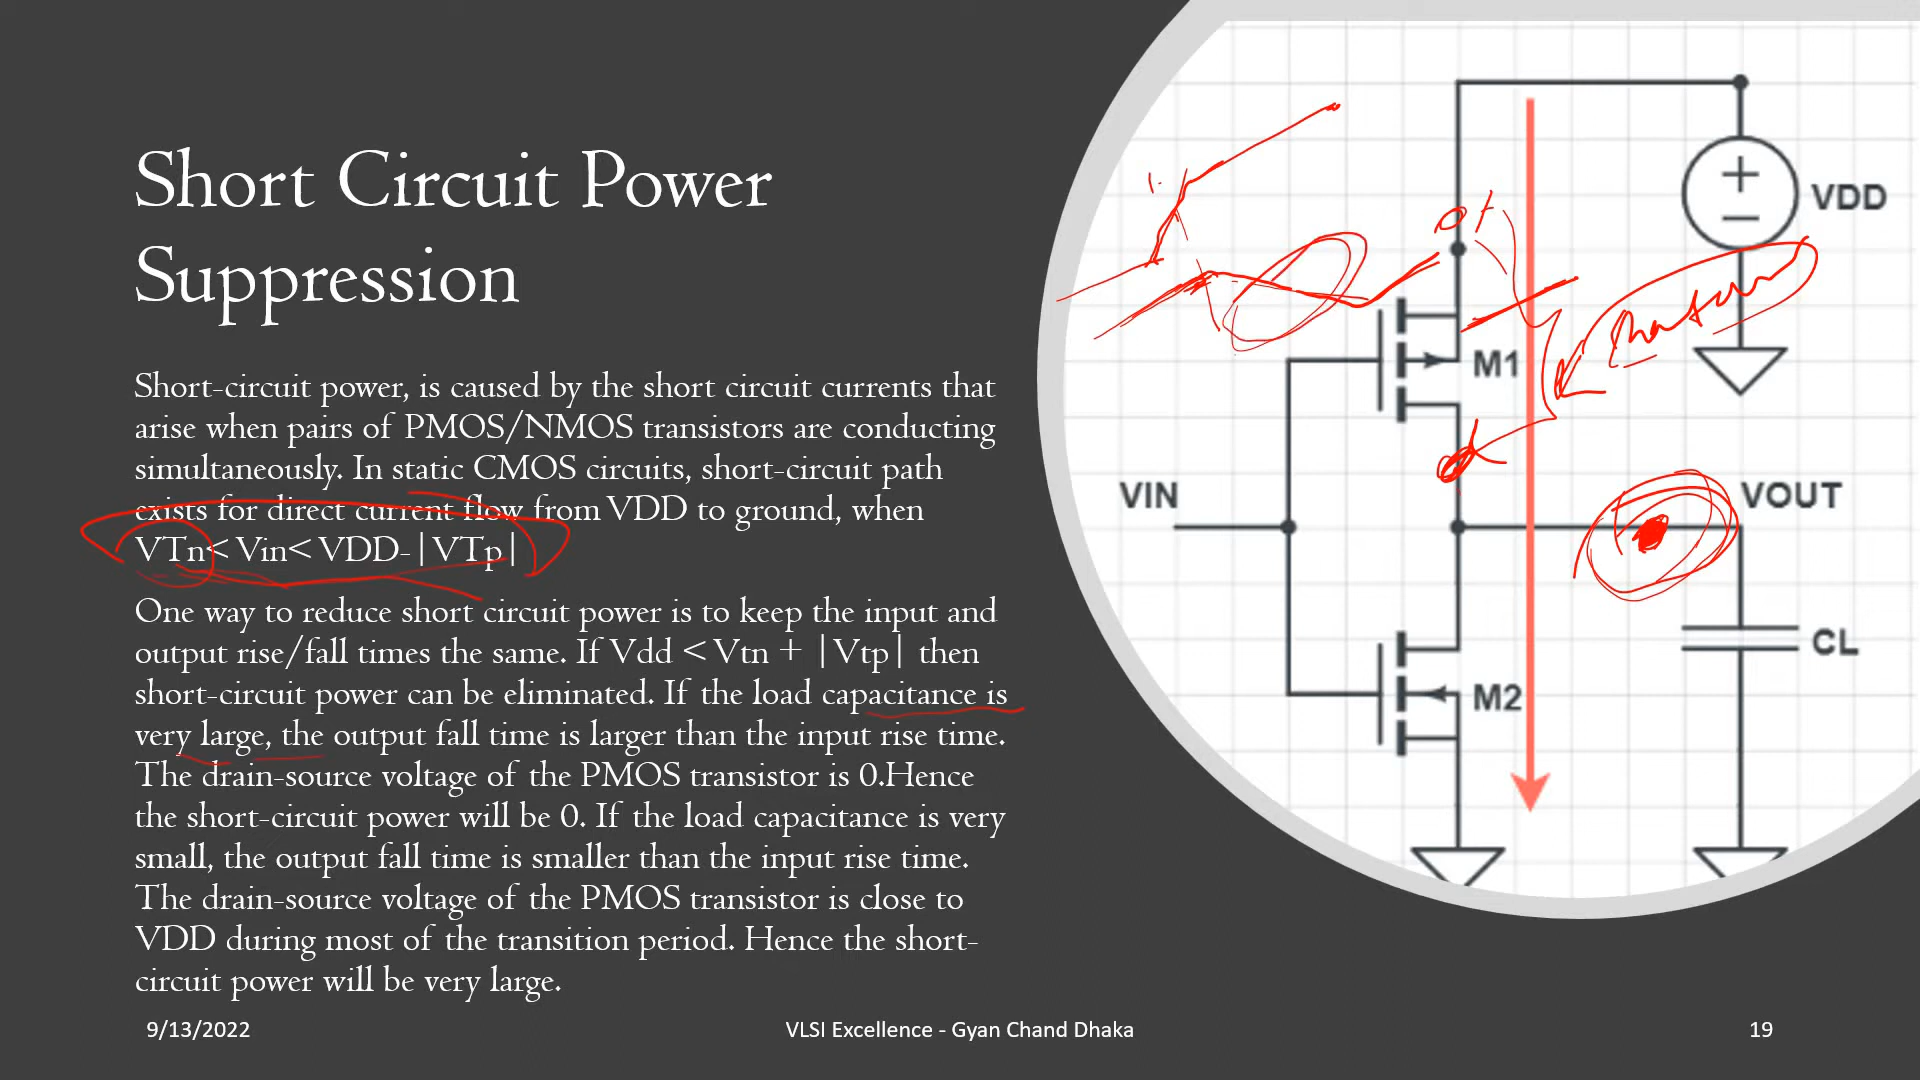 Short Circuit Power
Suppression
Short-circuit power, is caused by the short circuit currents that
arise when pairs of PMOS/NMOS transistors are conducting
simultaneously. In static CMOS circuits, short-circuit path
exists for direct current flow from VDD to ground, when
VTn< Vin< VDD-|VTp|
One way to reduce short circuit power is to keep the input and
output rise/fall times the same. If Vdd < Vtn + |Vtp| then
short-circuit power can be eliminated. If the load capacitance is
very large, the output fall time is larger than the input rise time.
The drain-source voltage of the PMOS transistor is 0.Hence
the short-circuit power will be 0. If the load capacitance is very
small, the output fall time is smaller than the input rise time.
The drain-source voltage of the PMOS transistor is close to
VDD during most of the transition period. Hence the short-
circuit power will be very large.
VDD
M1
VIN
VOUT
CL
M2
9/13/2022
VLSI Excellence - Gyan Chand Dhaka
19